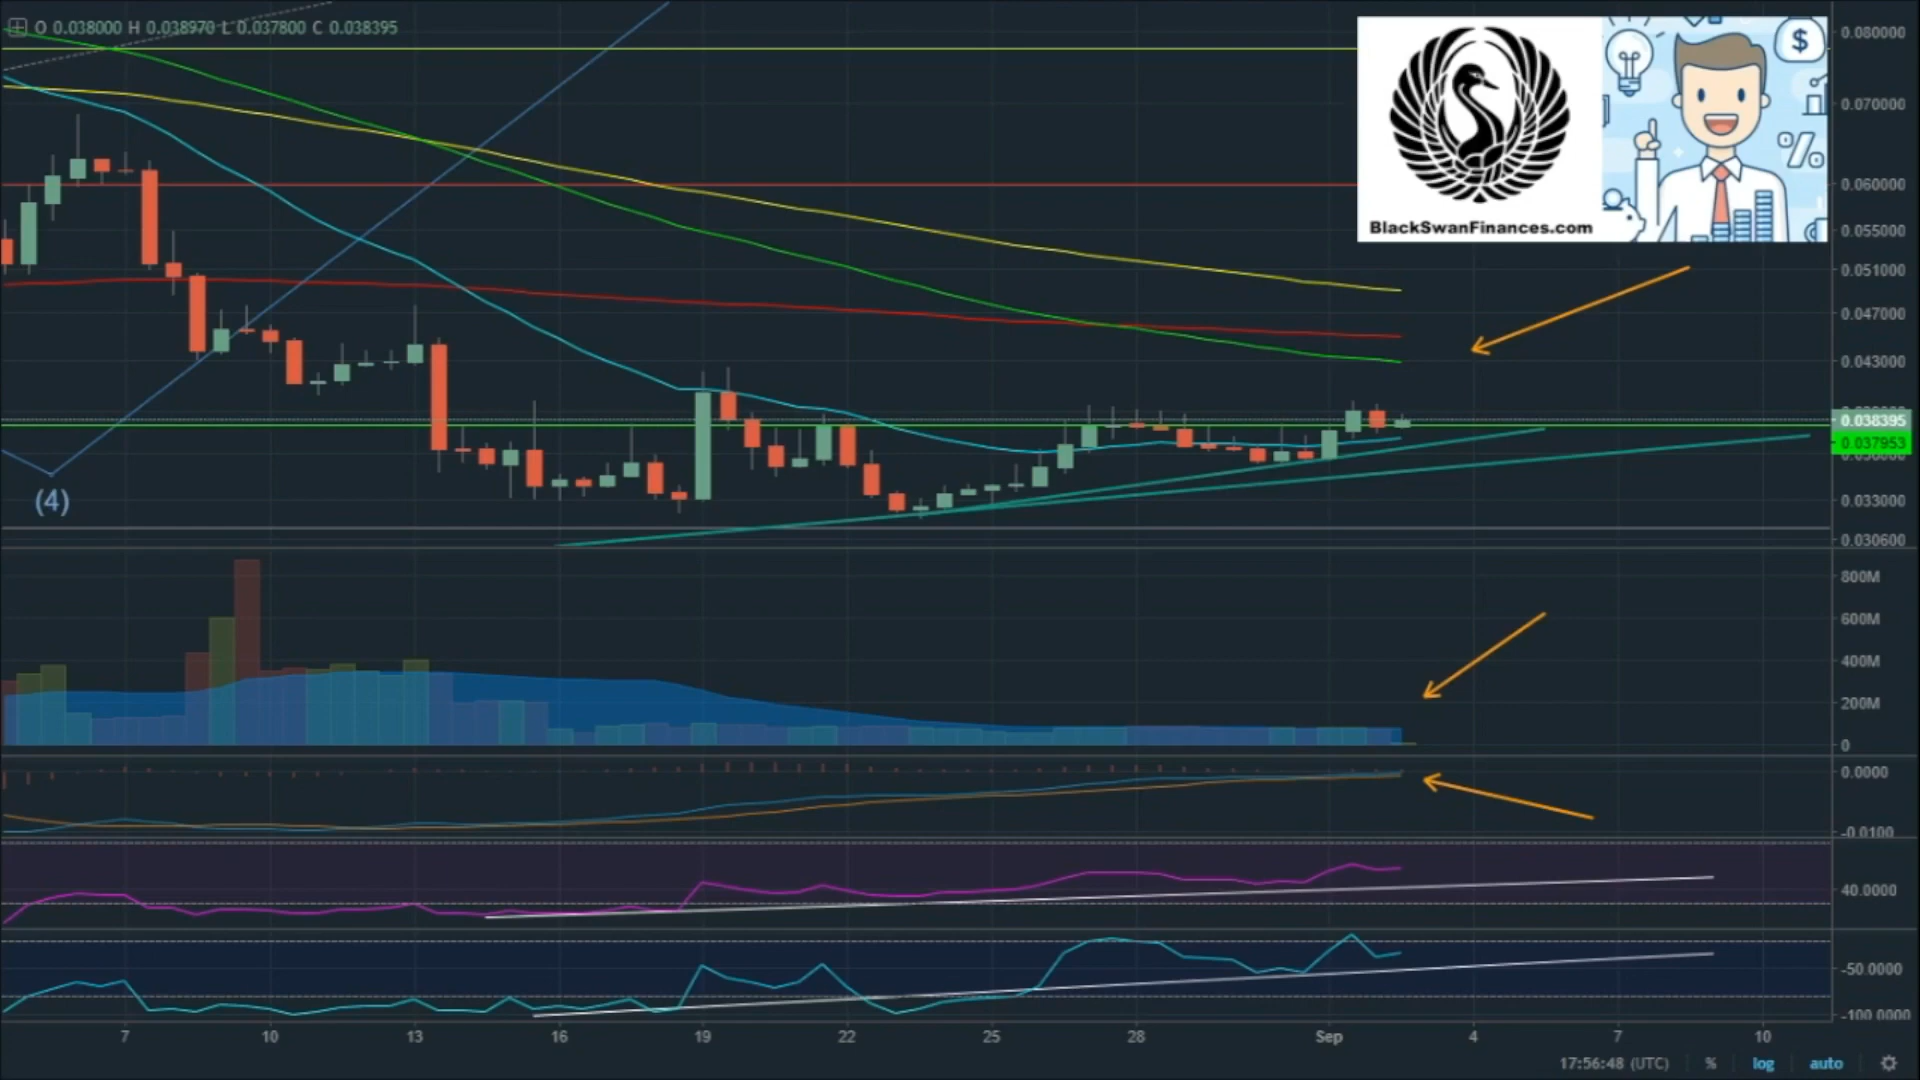 O 0.038000 H 0.038970 L 0.037800 C 0.038395
BlackSwanFinances.com
$
%
0.080000
0.070000
0.060000
0.055000
0.051000
0.047000
0.043000
0.038395
0.037953
0.033000
0.030600
(4)
800M
600M
400M
200M
0
0.0000
-0.0100
40.0000
-50.0000
-100.0000
7 10 13 16 19 22 25 28 Sep 4 7 10
17:56:48 (UTC) % log auto